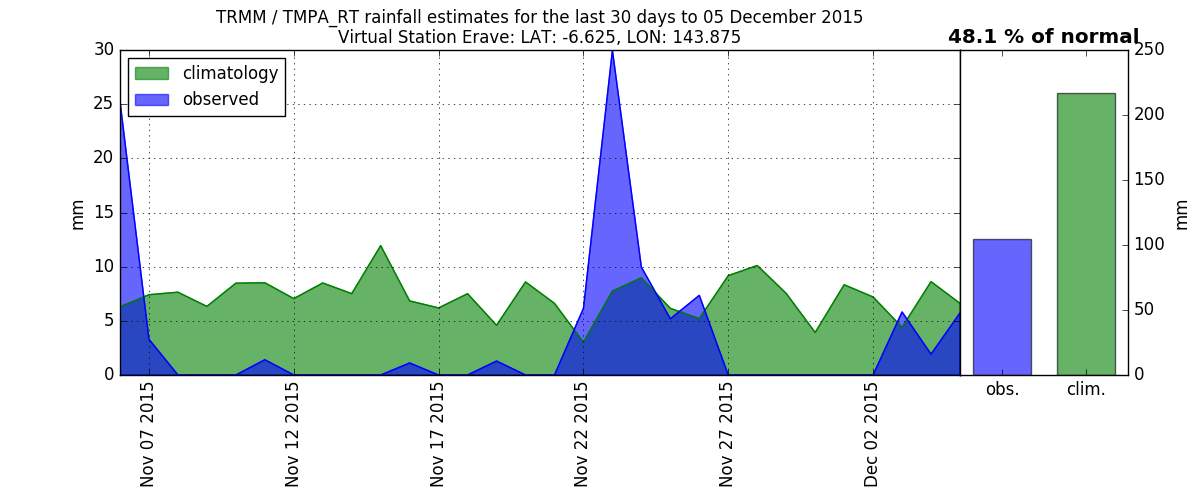 TRMM / TMPA_RT rainfall estimates for the last 30 days to 05 December 2015
Virtual Station Erave: LAT: -6.625, LON: 143.875
48.1 % of normal
climatology
observed
30
25
20
15
10
5
0
mm
Nov 07 2015
Nov 12 2015
Nov 17 2015
Nov 22 2015
Nov 27 2015
Dec 02 2015
obs.
clim.
250
200
150
100
50
0
mm